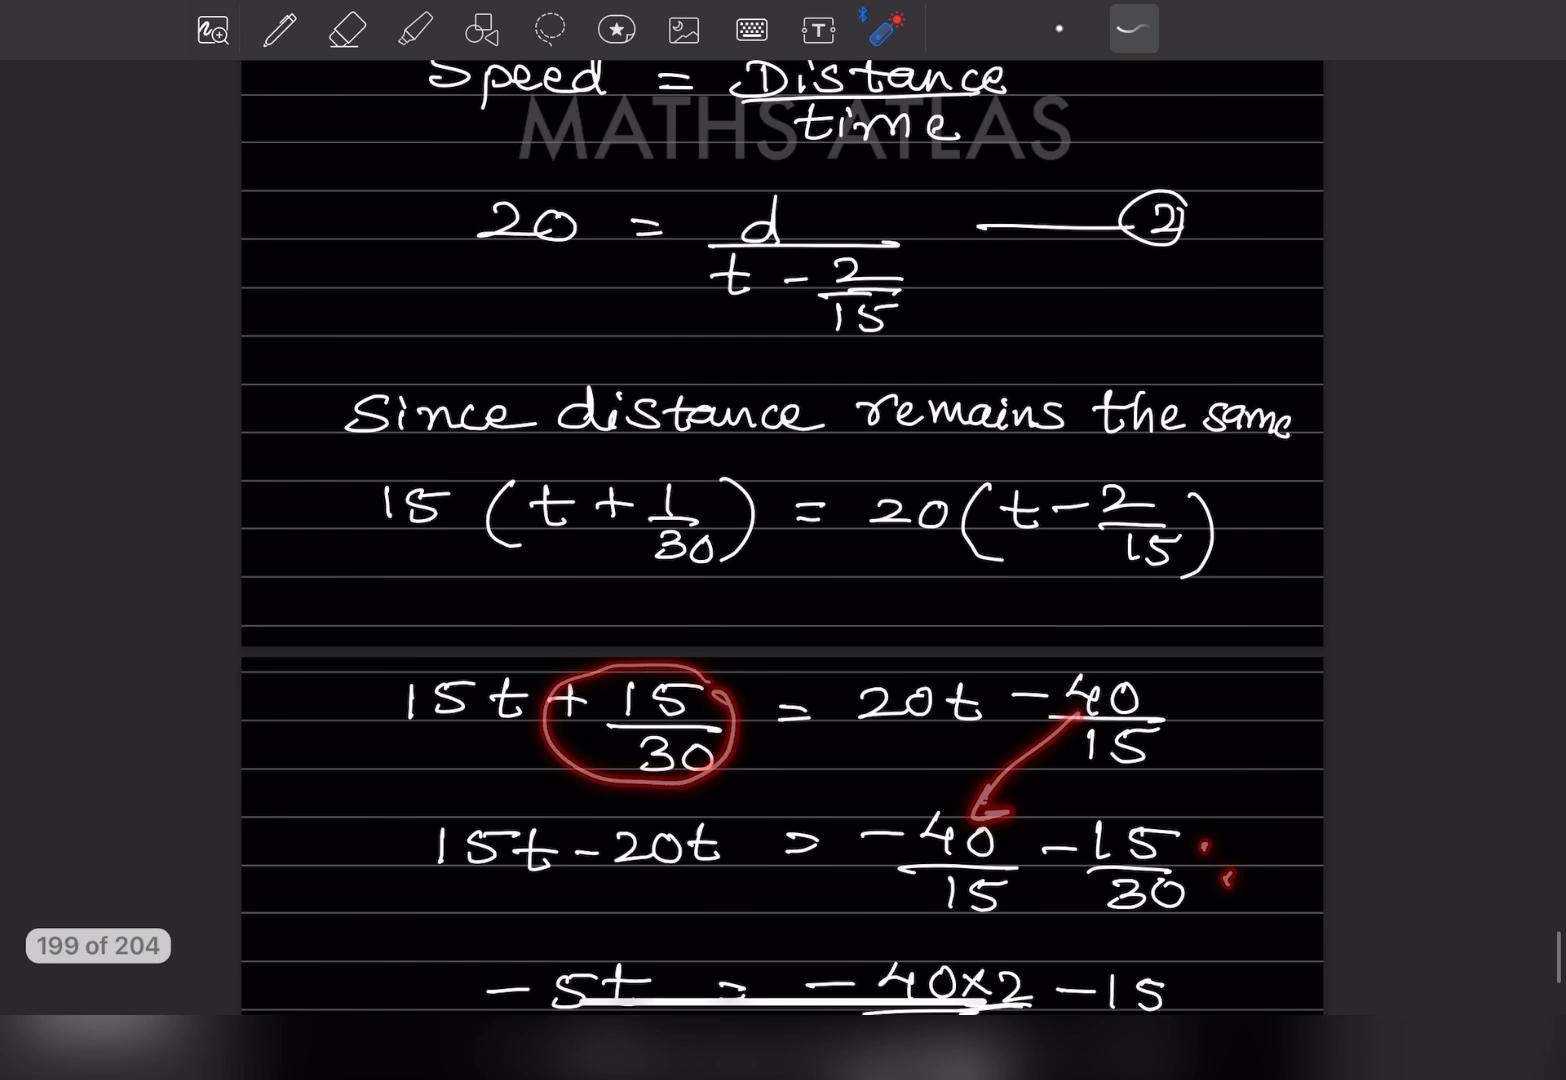 Speed = Distance / time
MATHS ATLAS
20 = d / (t - 2/15) —— ②
Since distance remains the same
15 (t + 1/30) = 20 (t - 2/15)
15t + 15/30 = 20t - 40/15
15t - 20t = -40/15 - 15/30
199 of 204
-5t = -40×2 - 15